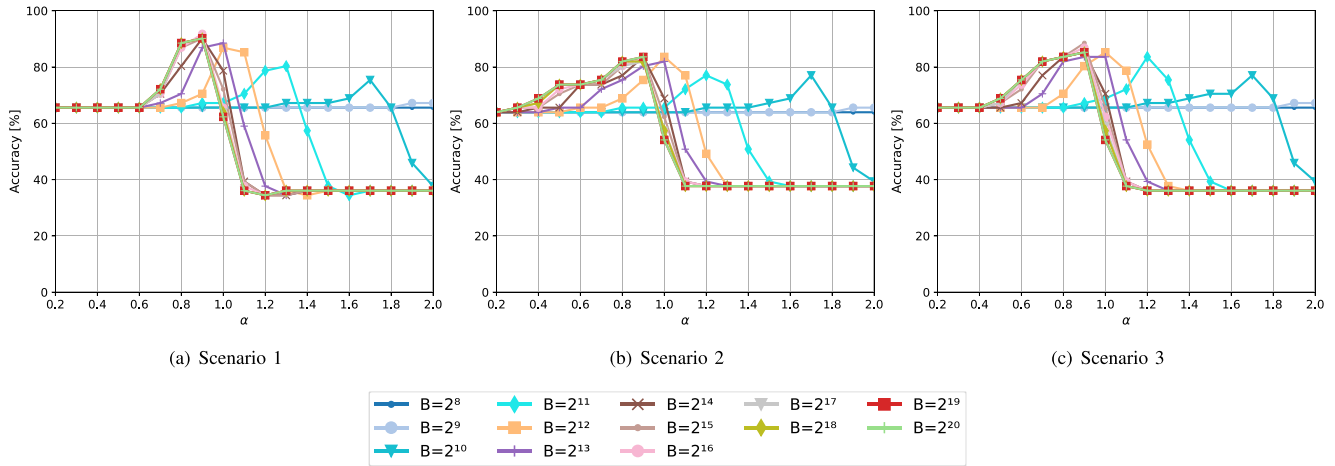 100
80
60
40
20
0
Accuracy [%]
0.2 0.4 0.6 0.8 1.0 1.2 1.4 1.6 1.8 2.0
α
(a) Scenario 1
100
80
60
40
20
0
Accuracy [%]
0.2 0.4 0.6 0.8 1.0 1.2 1.4 1.6 1.8 2.0
α
(b) Scenario 2
100
80
60
40
20
0
Accuracy [%]
0.2 0.4 0.6 0.8 1.0 1.2 1.4 1.6 1.8 2.0
α
(c) Scenario 3
B=2⁸ B=2¹¹ B=2¹⁴ B=2¹⁷ B=2¹⁹
B=2⁹ B=2¹² B=2¹⁵ B=2¹⁸ B=2²⁰
B=2¹⁰ B=2¹³ B=2¹⁶